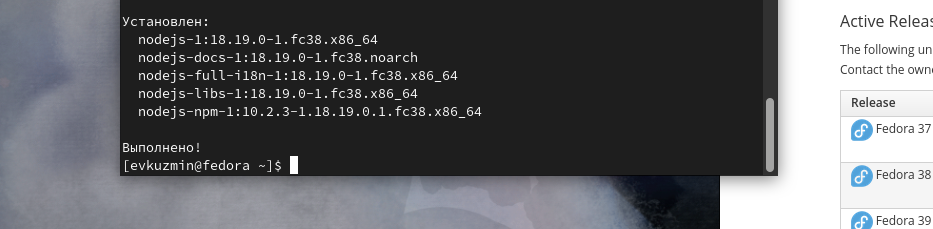 Установлен:
nodejs-1:18.19.0-1.fc38.x86_64
nodejs-docs-1:18.19.0-1.fc38.noarch
nodejs-full-i18n-1:18.19.0-1.fc38.x86_64
nodejs-libs-1:18.19.0-1.fc38.x86_64
nodejs-npm-1:10.2.3-1.18.19.0.1.fc38.x86_64
Выполнено!
[evkuzmin@fedora ~]$
Active Releas
The following un
Contact the owne
Release
Fedora 37
Fedora 38
Fedora 39